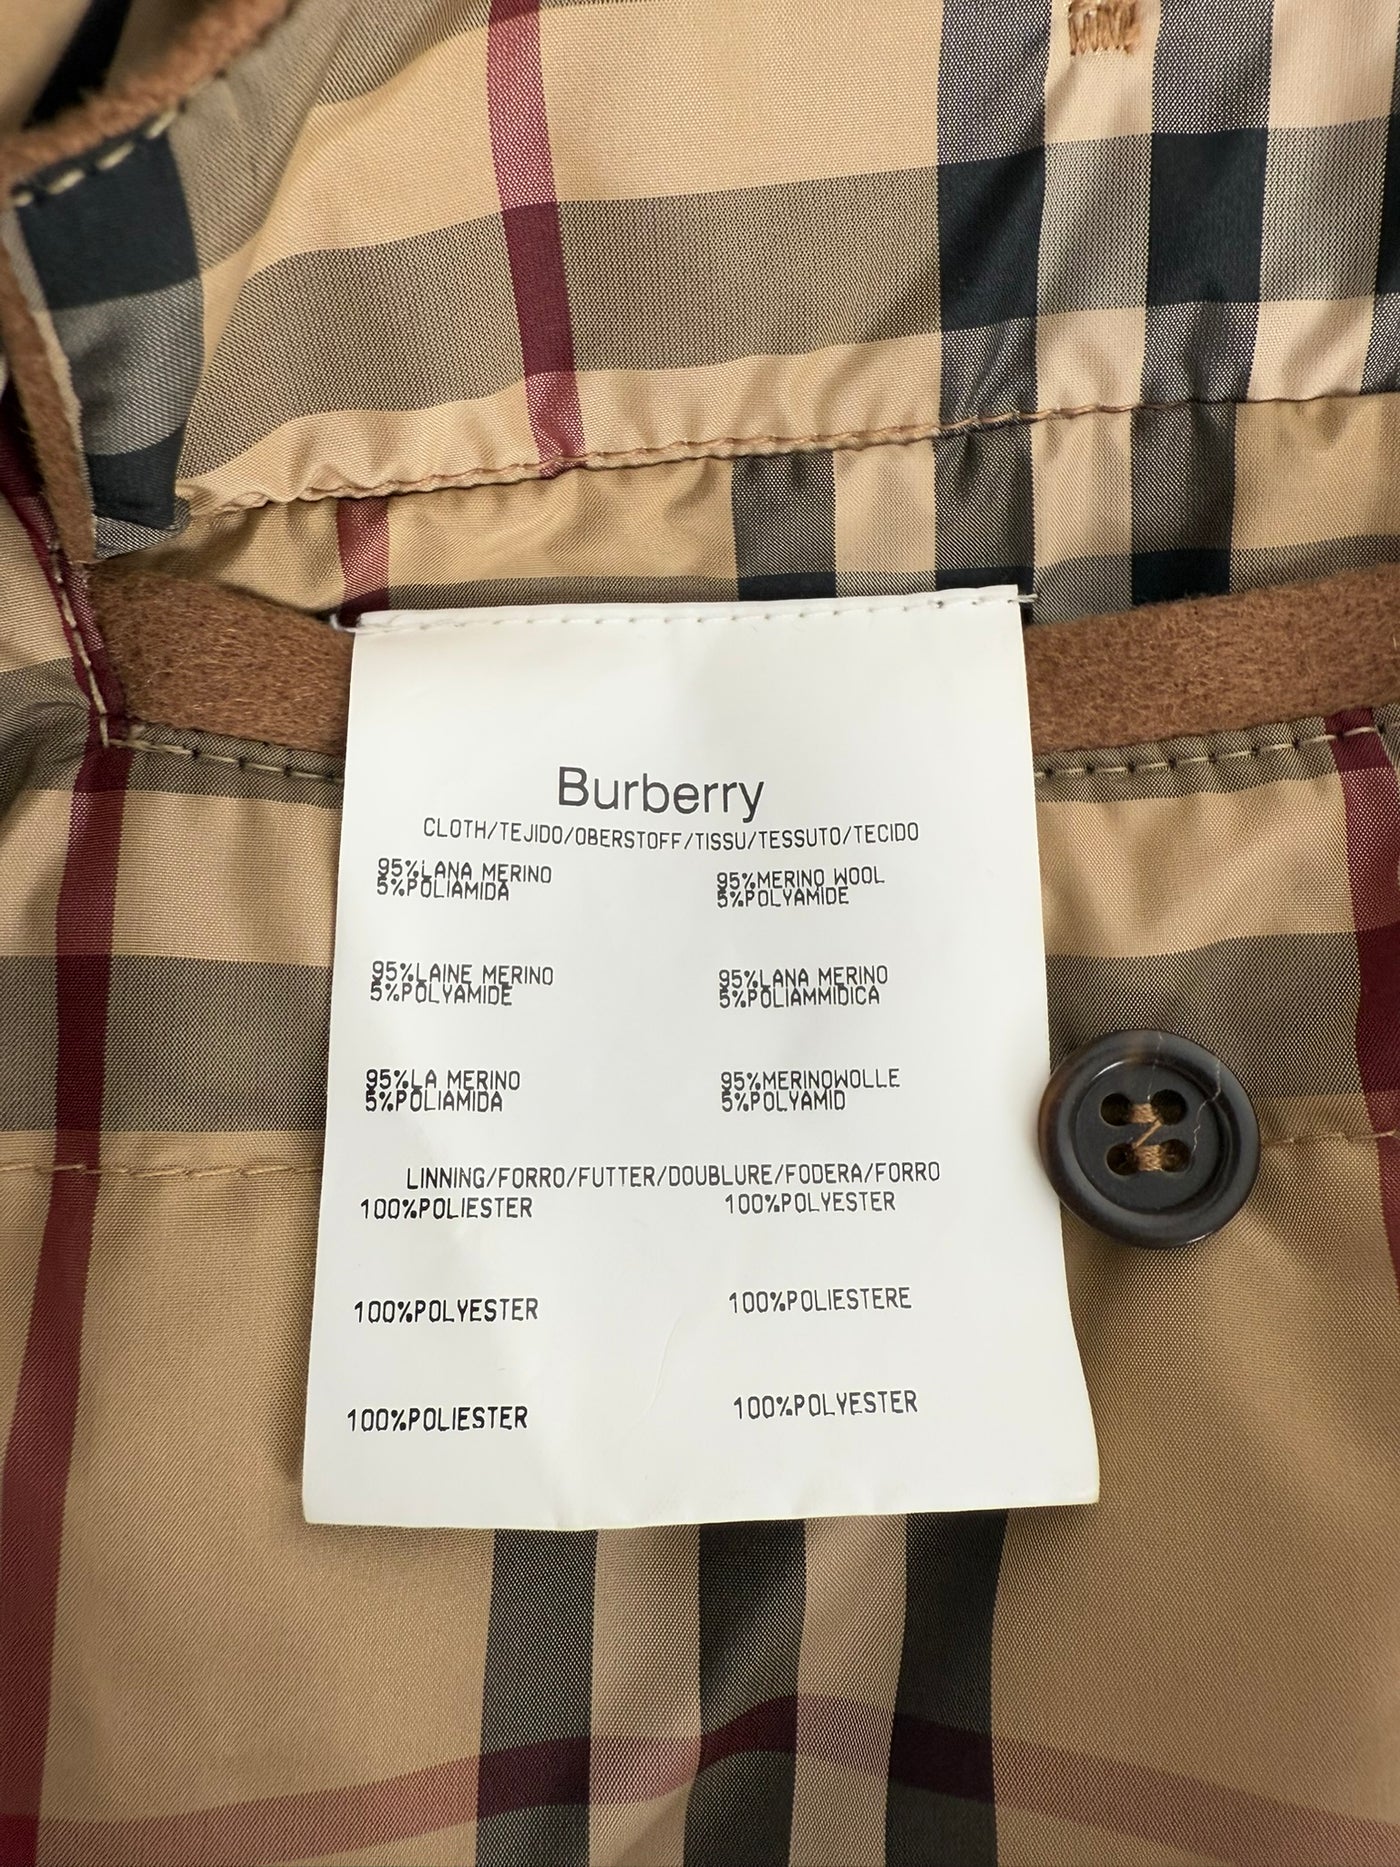 Burberry
CLOTH/TEJIDO/OBERSTOFF/TISSU/TESSUTO/TECIDO
95%LANA MERINO
5%POLIAMIDA
95%MERINO WOOL
5%POLYAMIDE
95%LAINE MERINO
5%POLYAMIDE
95%LANA MERINO
5%POLIAMMIDICA
95%LA MERINO
5%POLIAMIDA
95%MERINOWOLLE
5%POLYAMID
LINNING/FORRO/FUTTER/DOUBLURE/FODERA/FORRO
100%POLIESTER
100%POLYESTER
100%POLYESTER
100%POLIESTERE
100%POLIESTER
100%POLYESTER